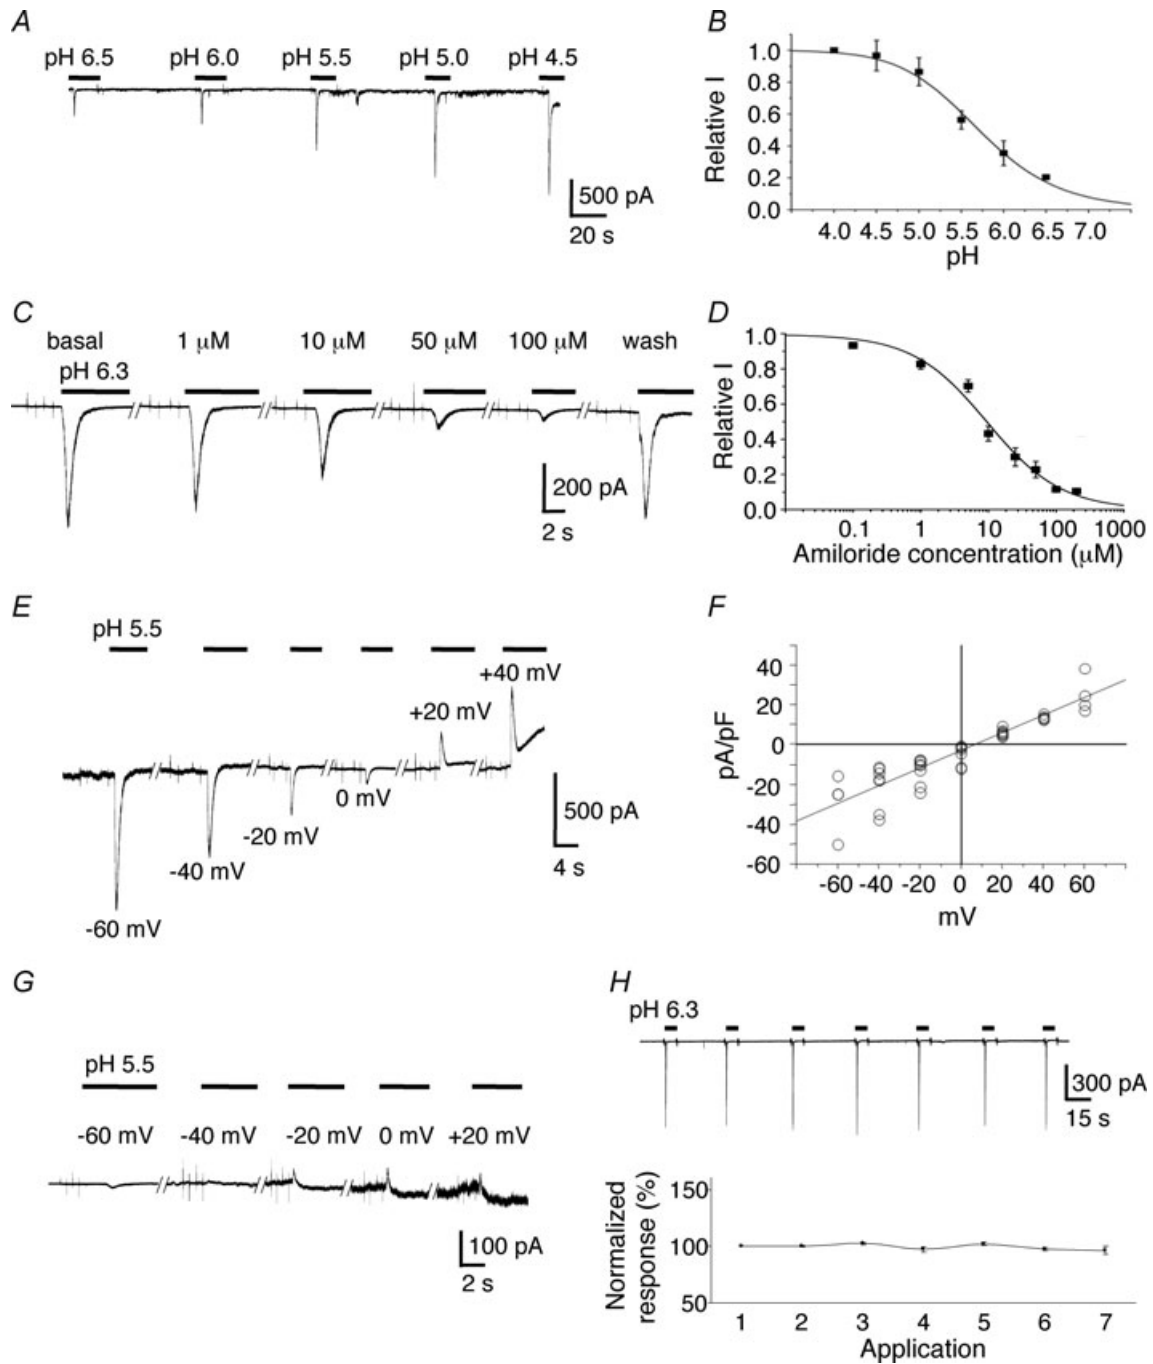 A
pH 6.5 pH 6.0 pH 5.5 pH 5.0 pH 4.5
500 pA
20 s
B
Relative I
1.0
0.8
0.6
0.4
0.2
0.0
4.0 4.5 5.0 5.5 6.0 6.5 7.0
pH
C
basal 1 μM 10 μM 50 μM 100 μM wash
pH 6.3
200 pA
2 s
D
Relative I
1.0
0.8
0.6
0.4
0.2
0.0
0.1 1 10 100 1000
Amiloride concentration (μM)
E
pH 5.5
+40 mV
+20 mV
0 mV
-20 mV
-40 mV
-60 mV
500 pA
4 s
F
pA/pF
40
20
0
-20
-40
-60
-60 -40 -20 0 20 40 60
mV
G
pH 5.5
-60 mV -40 mV -20 mV 0 mV +20 mV
100 pA
2 s
H
pH 6.3
300 pA
15 s
Normalized
response (%)
150
100
50
1 2 3 4 5 6 7
Application